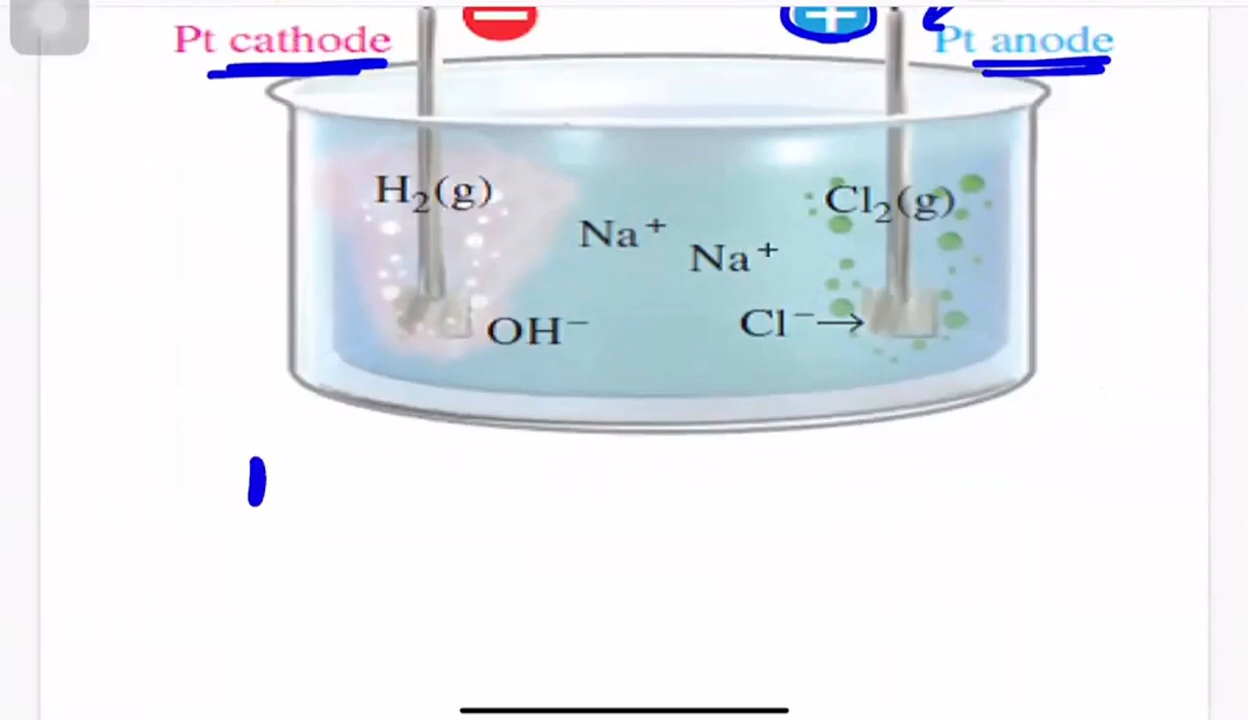 Pt cathode
Pt anode
H₂(g)
Cl₂(g)
Na⁺
Na⁺
OH⁻
Cl⁻→